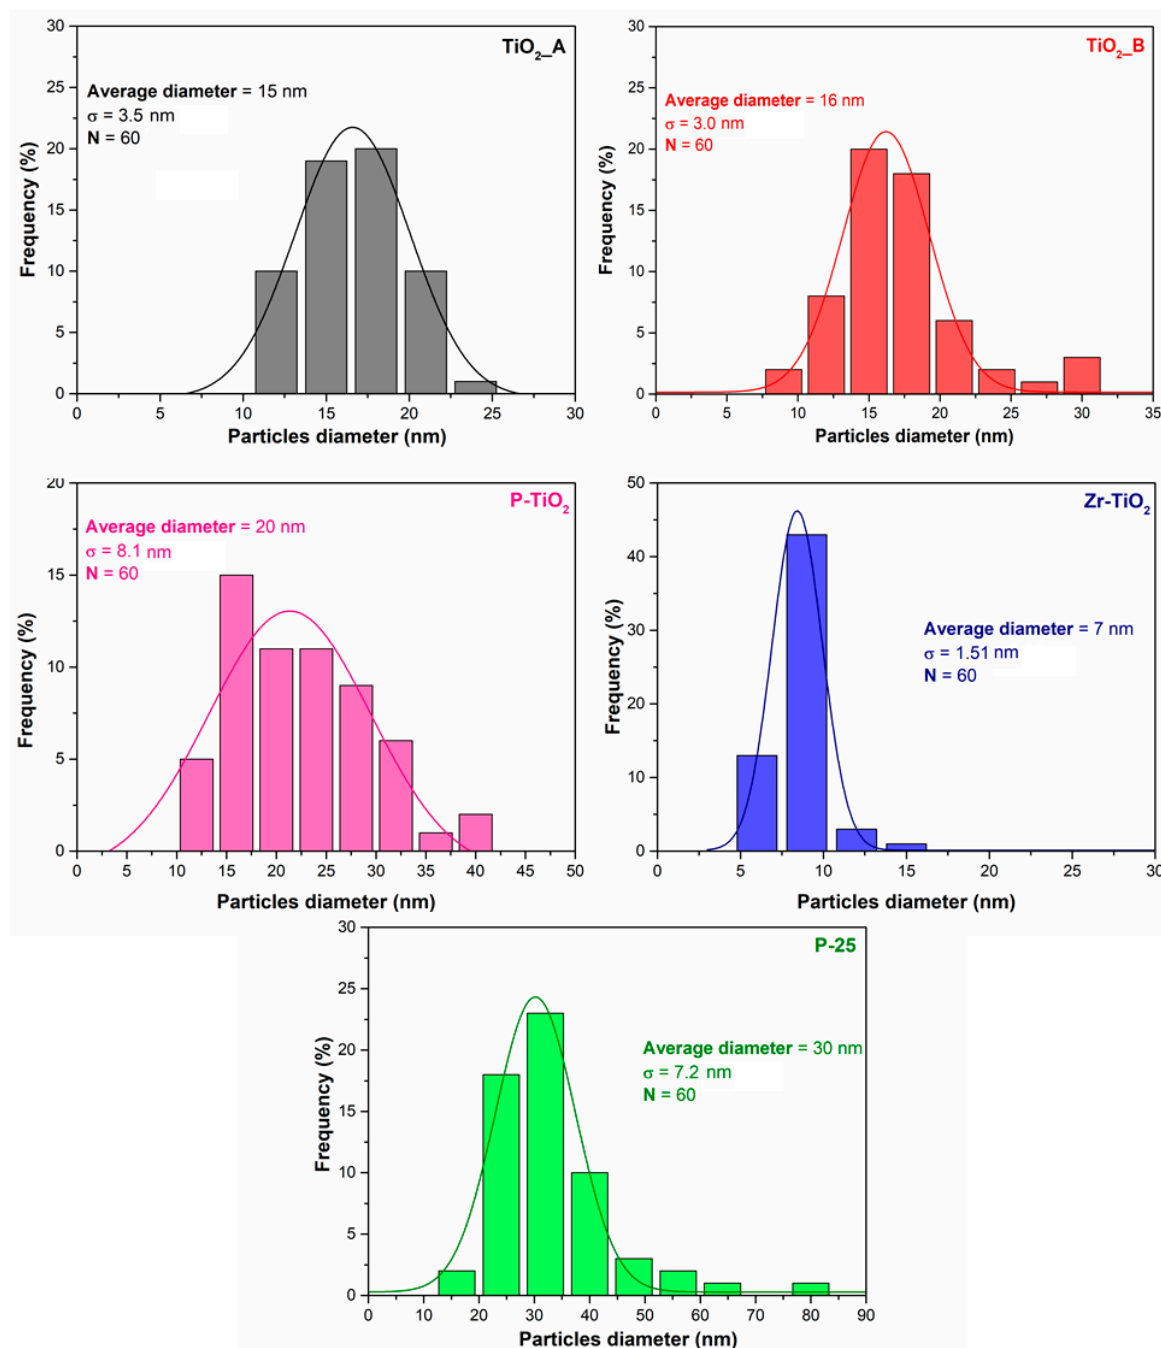 TiO2_A
Average diameter = 15 nm
σ = 3.5 nm
N = 60
Frequency (%)
30
25
20
15
10
5
0
0 5 10 15 20 25 30
Particles diameter (nm)
TiO2_B
Average diameter = 16 nm
σ = 3.0 nm
N = 60
Frequency (%)
30
25
20
15
10
5
0
0 5 10 15 20 25 30 35
Particles diameter (nm)
P-TiO2
Average diameter = 20 nm
σ = 8.1 nm
N = 60
Frequency (%)
20
15
10
5
0
0 5 10 15 20 25 30 35 40 45 50
Particles diameter (nm)
Zr-TiO2
Average diameter = 7 nm
σ = 1.51 nm
N = 60
Frequency (%)
50
40
30
20
10
0
0 5 10 15 20 25 30
Particles diameter (nm)
P-25
Average diameter = 30 nm
σ = 7.2 nm
N = 60
Frequency (%)
30
25
20
15
10
5
0
0 10 20 30 40 50 60 70 80 90
Particles diameter (nm)